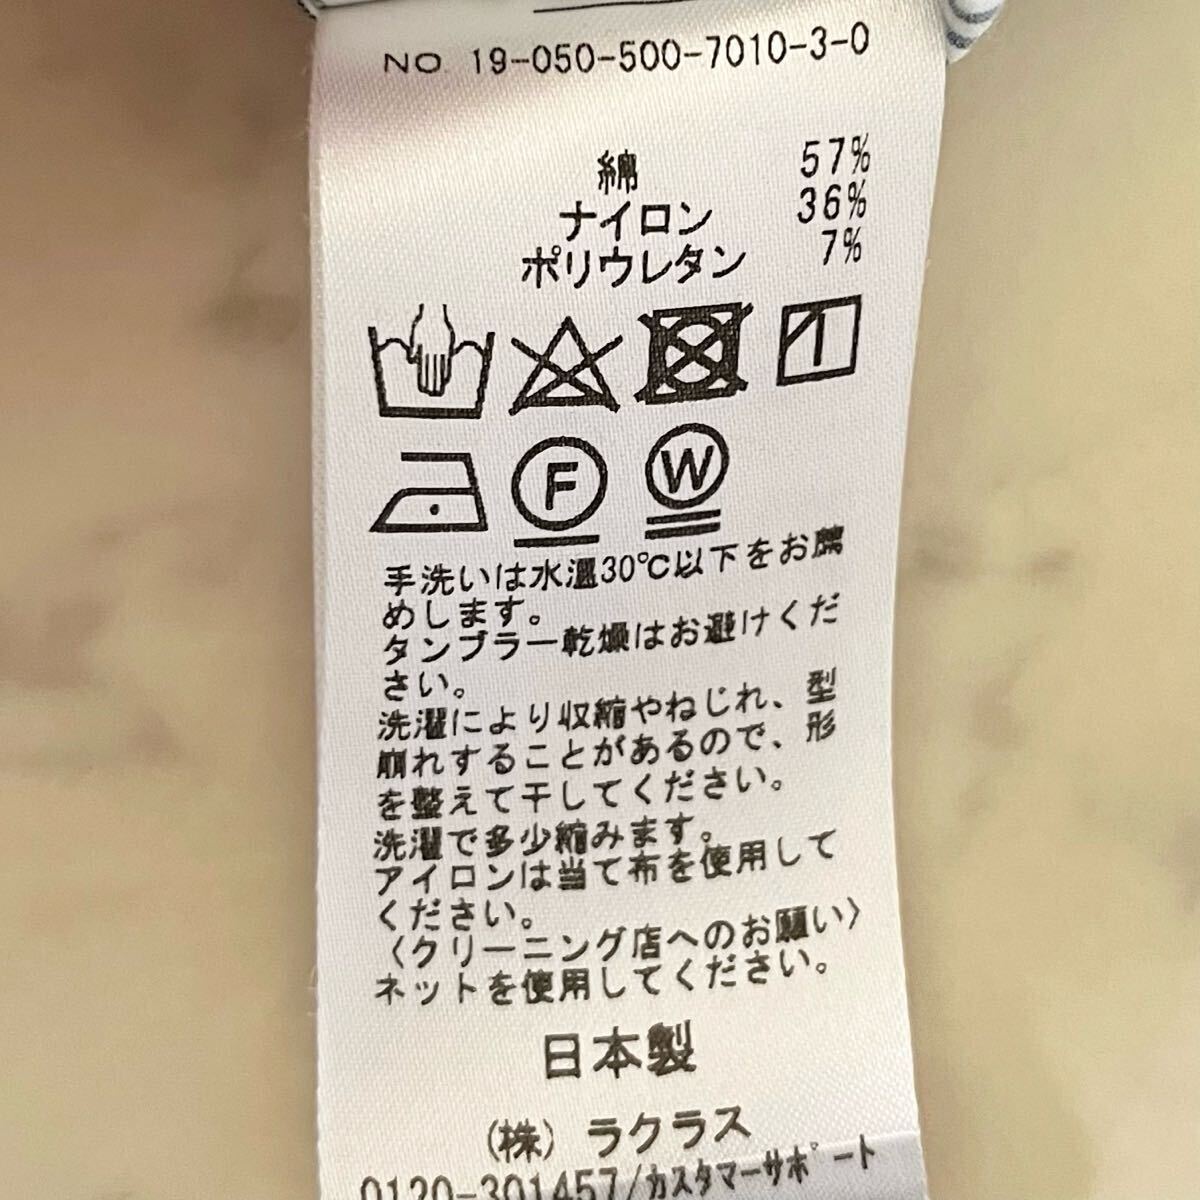 NO 19-050-500-7010-3-0
綿 57%
ナイロン 36%
ポリウレタン 7%
F W
手洗いは水温30℃以下をお薦
めします。
タンブラー乾燥はお避けくだ
さい。
洗濯により収縮やねじれ、型
崩れすることがあるので、形
を整えて干してください。
洗濯で多少縮みます。
アイロンは当て布を使用して
ください。
〈クリーニング店へのお願い〉
ネットを使用してください。
日本製
(株) ラクラス
0120-301457/カスタマーサポート